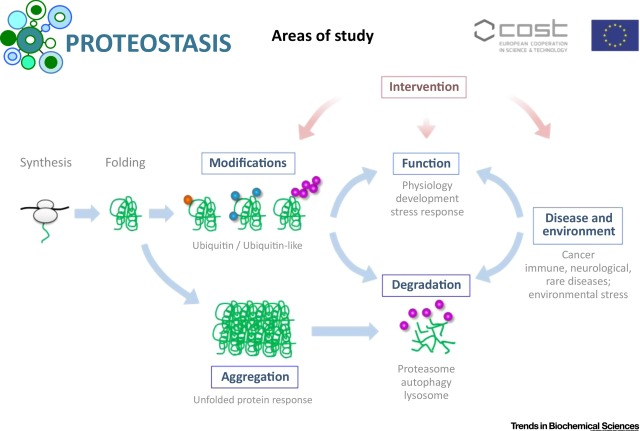 PROTEOSTASIS
Areas of study
cost
EUROPEAN COOPERATION
IN SCIENCE & TECHNOLOGY
Intervention
Synthesis
Folding
Modifications
Function
Physiology
development
stress response
Ubiquitin / Ubiquitin-like
Disease and
environment
Cancer
immune, neurological,
rare diseases;
environmental stress
Degradation
Proteasome
autophagy
lysosome
Aggregation
Unfolded protein response
Trends in Biochemical Sciences